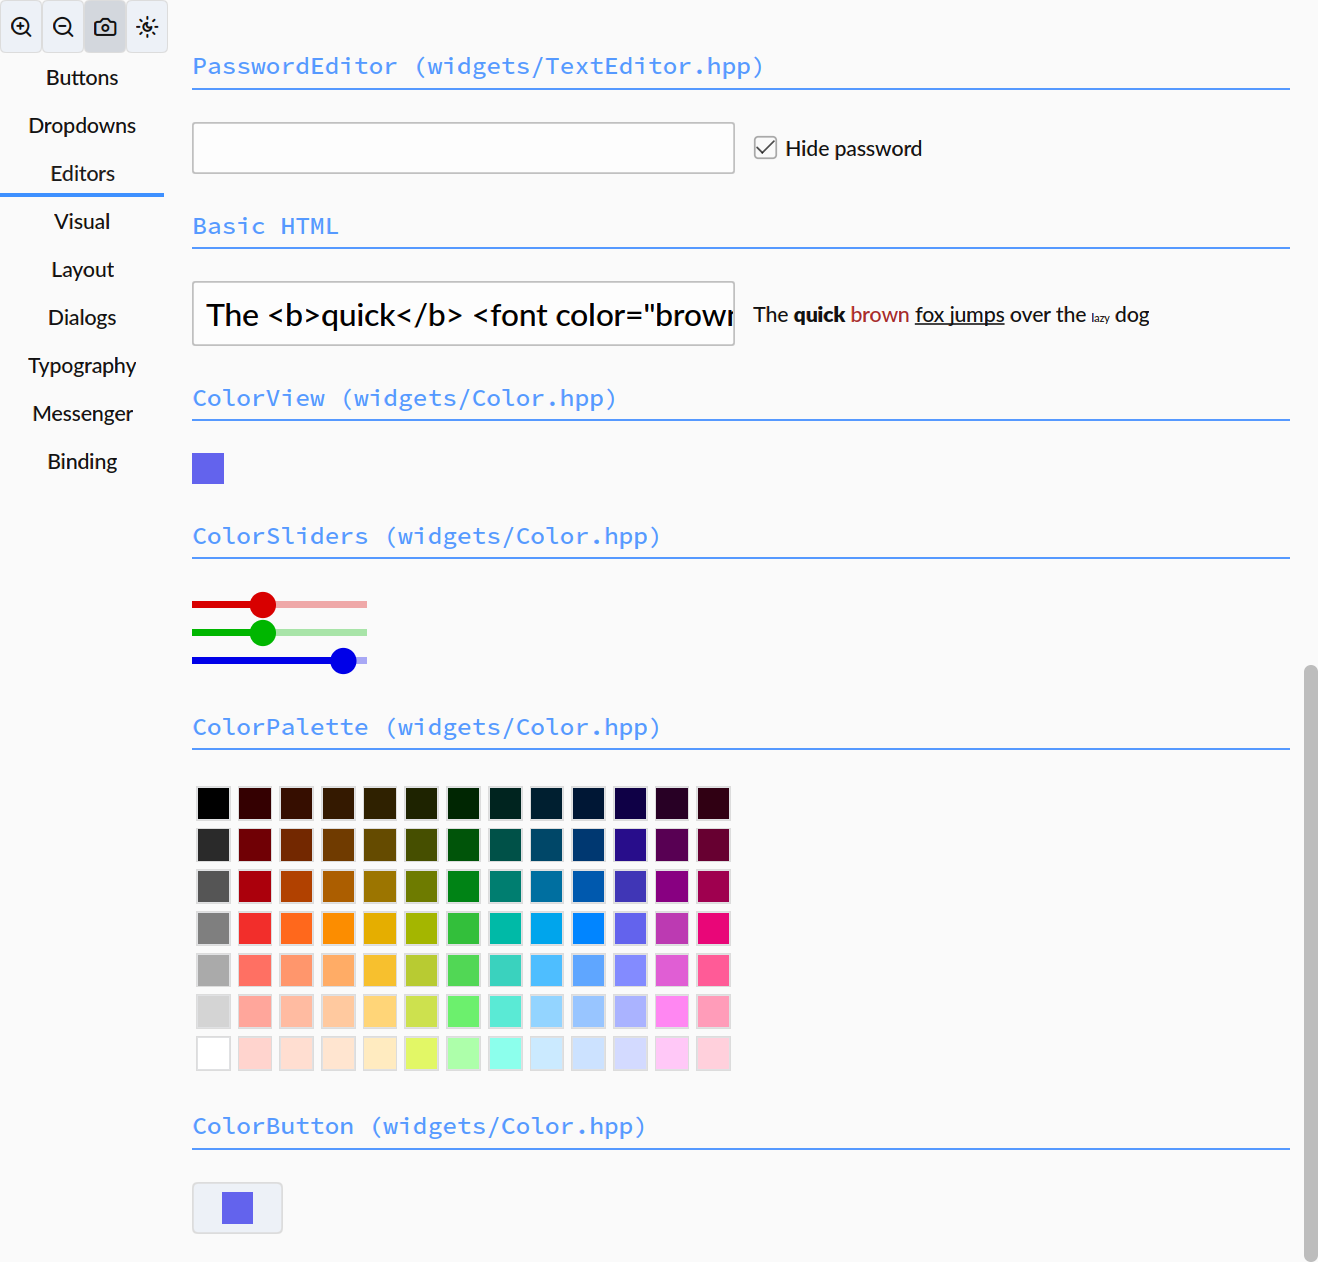 Buttons
Dropdowns
Editors
Visual
Layout
Dialogs
Typography
Messenger
Binding
PasswordEditor (widgets/TextEditor.hpp)
Hide password
Basic HTML
The <b>quick</b> <font color="brown
The quick brown fox jumps over the lazy dog
ColorView (widgets/Color.hpp)
ColorSliders (widgets/Color.hpp)
ColorPalette (widgets/Color.hpp)
ColorButton (widgets/Color.hpp)